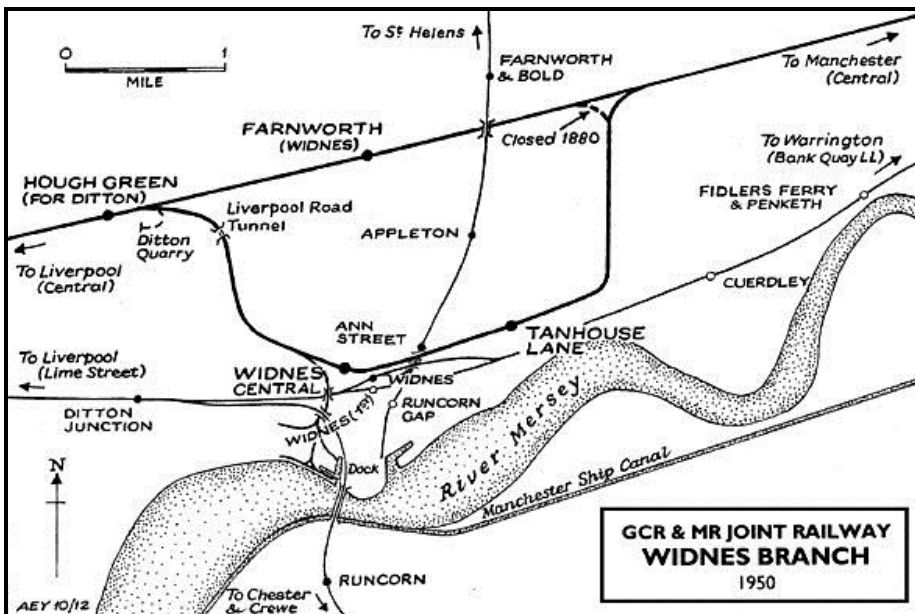 To St. Helens
0 1
MILE
FARNWORTH
& BOLD
To Manchester
(Central)
FARNWORTH
(WIDNES)
Closed 1880
To Warrington
(Bank Quay LL)
HOUGH GREEN
(FOR DITTON)
Liverpool Road
Tunnel
FIDLERS FERRY
& PENKETH
Ditton
Quarry
APPLETON
To Liverpool
(Central)
CUERDLEY
ANN
STREET
TANHOUSE
LANE
To Liverpool
(Lime Street)
WIDNES
CENTRAL
WIDNES
DITTON
JUNCTION
WIDNES (1st)
RUNCORN
GAP
River Mersey
Dock
Manchester Ship Canal
N
GCR & MR JOINT RAILWAY
WIDNES BRANCH
1950
RUNCORN
To Chester
& Crewe
AEY 10/12